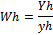 Wh = Yh/yh